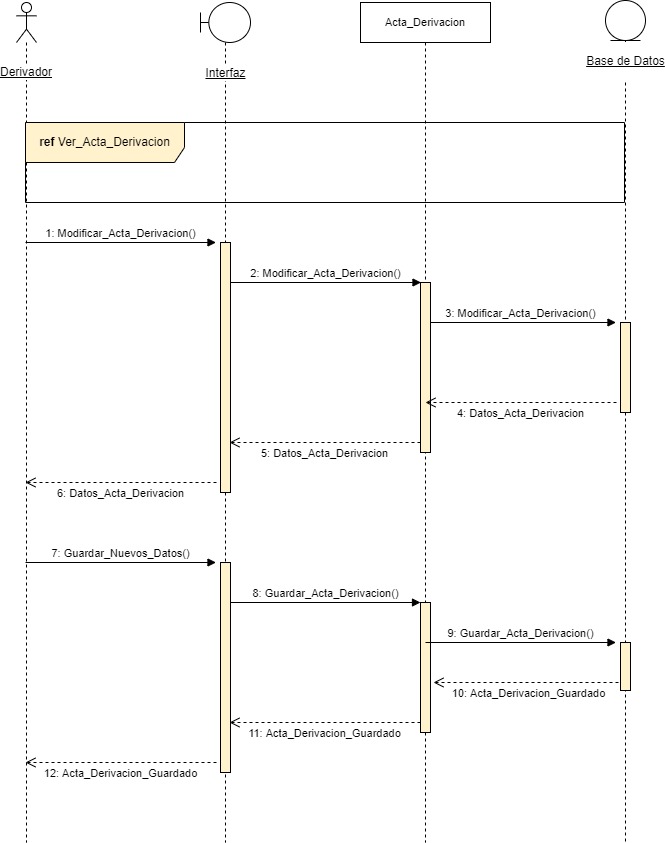 Derivador
Interfaz
Acta_Derivacion
Base de Datos
ref Ver_Acta_Derivacion
1: Modificar_Acta_Derivacion()
2: Modificar_Acta_Derivacion()
3: Modificar_Acta_Derivacion()
4: Datos_Acta_Derivacion
5: Datos_Acta_Derivacion
6: Datos_Acta_Derivacion
7: Guardar_Nuevos_Datos()
8: Guardar_Acta_Derivacion()
9: Guardar_Acta_Derivacion()
10: Acta_Derivacion_Guardado
11: Acta_Derivacion_Guardado
12: Acta_Derivacion_Guardado